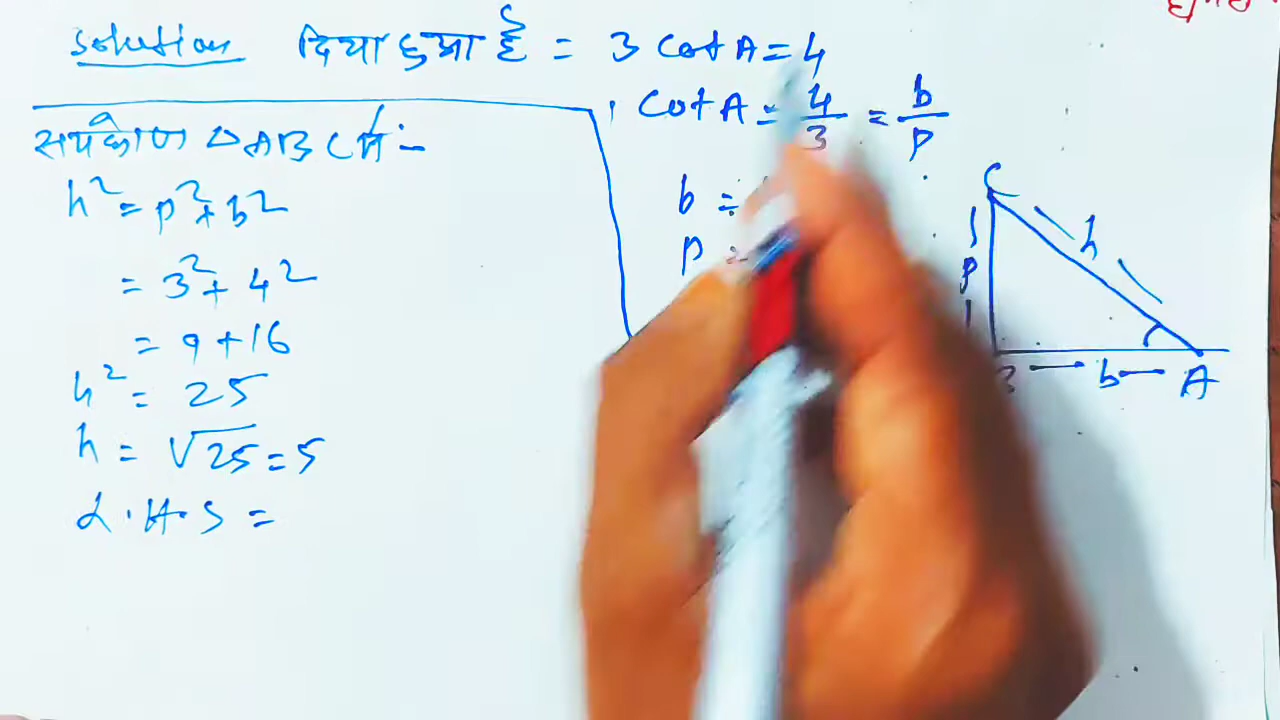 Solution दिया हुआ है = 3 cot A = 4
cot A = 4/3 = b/p
b =
p =
समकोण △ABC में :-
h² = p² + b²
= 3² + 4²
= 9 + 16
h² = 25
h = √25 = 5
L.H.S =
C
h
p
b
A